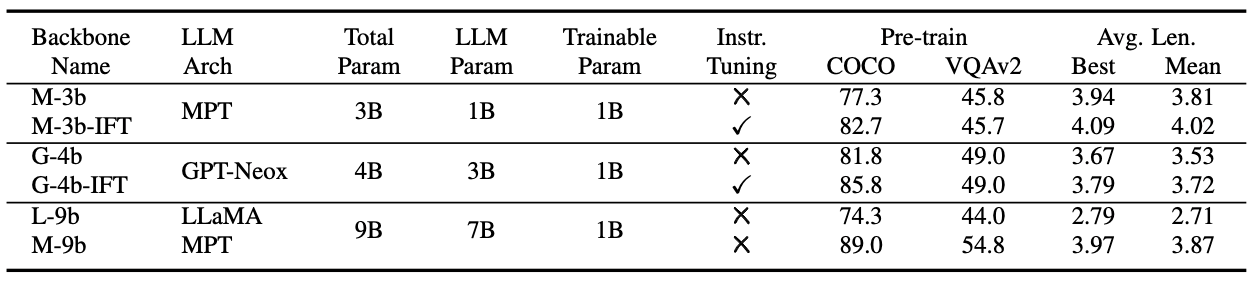 Backbone LLM Total LLM Trainable Instr. Pre-train Avg. Len.
Name Arch Param Param Param Tuning COCO VQAv2 Best Mean
M-3b MPT 3B 1B 1B ✗ 77.3 45.8 3.94 3.81
M-3b-IFT ✓ 82.7 45.7 4.09 4.02
G-4b GPT-Neox 4B 3B 1B ✗ 81.8 49.0 3.67 3.53
G-4b-IFT ✓ 85.8 49.0 3.79 3.72
L-9b LLaMA 9B 7B 1B ✗ 74.3 44.0 2.79 2.71
M-9b MPT ✗ 89.0 54.8 3.97 3.87